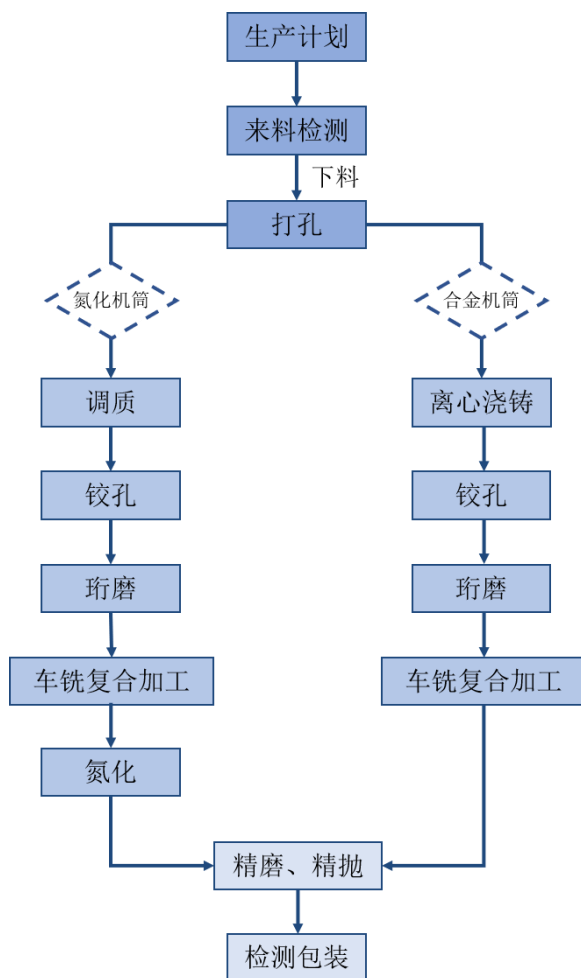 生产计划
来料检测
下料
打孔
氮化机筒
合金机筒
调质
离心浇铸
铰孔
铰孔
珩磨
珩磨
车铣复合加工
车铣复合加工
氮化
精磨、精抛
检测包装